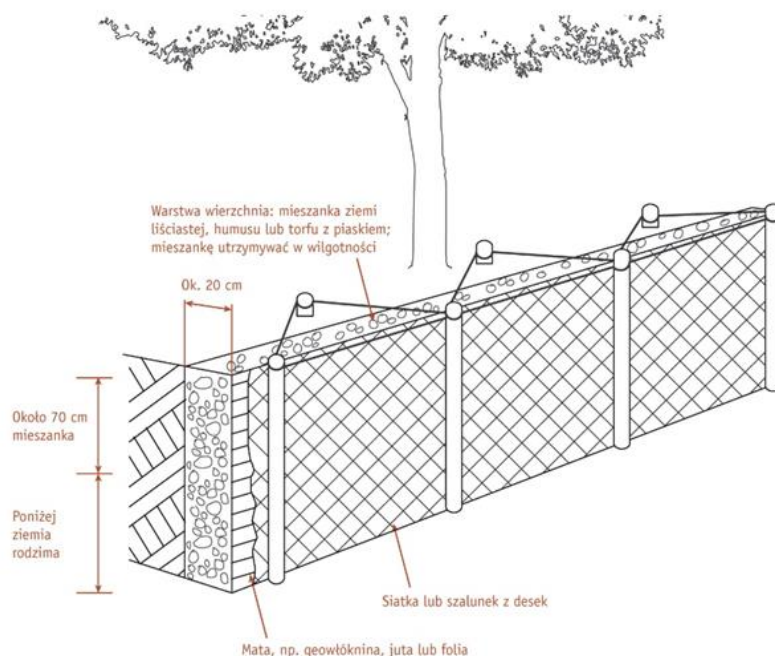 Warstwa wierzchnia: mieszanka ziemi
liściastej, humusu lub torfu z piaskiem;
mieszankę utrzymywać w wilgotności
Ok. 20 cm
Około 70 cm
mieszanka
Poniżej
ziemia
rodzima
Siatka lub szalunek z desek
Mata, np. geowłóknina, juta lub folia